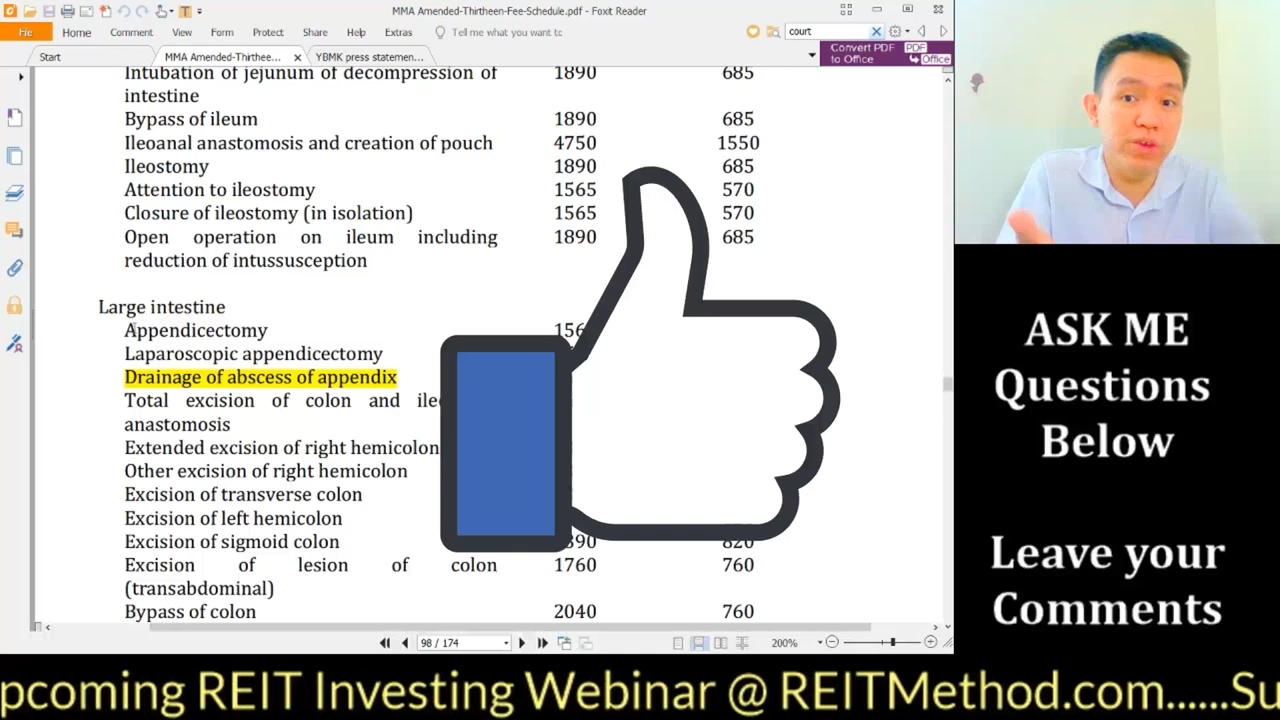 MMA Amended-Thirtheen-Fee-Schedule.pdf - Foxit Reader
File Home Comment View Form Protect Share Help Extras Tell me what you want tc court
Start MMA Amended-Thirthee... YBMK press statemen...
Convert PDF to Office PDF Office
Intubation of jejunum of decompression of 1890 685
intestine
Bypass of ileum 1890 685
Ileoanal anastomosis and creation of pouch 4750 1550
Ileostomy 1890 685
Attention to ileostomy 1565 570
Closure of ileostomy (in isolation) 1565 570
Open operation on ileum including 1890 685
reduction of intussusception
Large intestine
Appendicectomy
Laparoscopic appendicectomy
Drainage of abscess of appendix
Total excision of colon and
anastomosis
Extended excision of right hemicolon
Other excision of right hemicolon
Excision of transverse colon
Excision of left hemicolon
Excision of sigmoid colon 820
Excision of lesion of colon 1760 760
(transabdominal)
Bypass of colon 2040 760
98 / 174 200%
ASK ME
Questions
Below
Leave your
Comments
pcoming REIT Investing Webinar @ REITMethod.com......Su